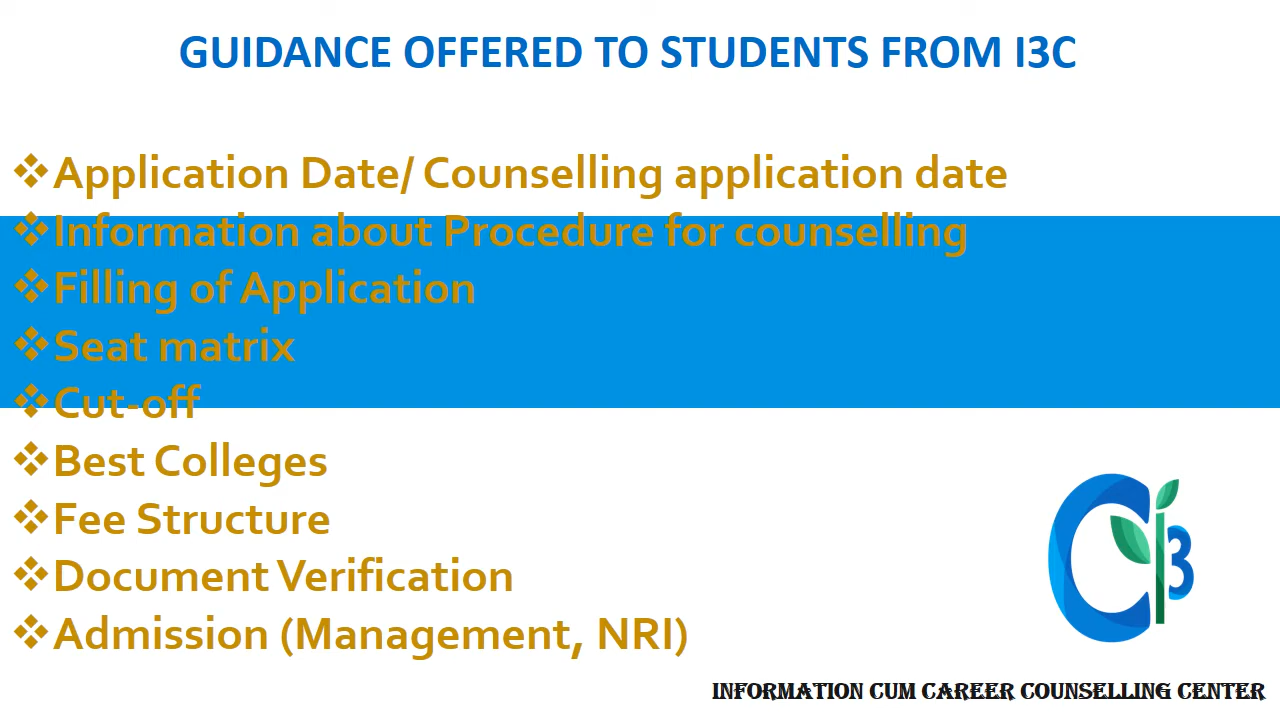 GUIDANCE OFFERED TO STUDENTS FROM I3C
❖Application Date/ Counselling application date
❖Information about Procedure for counselling
❖Filling of Application
❖Seat matrix
❖Cut-off
❖Best Colleges
❖Fee Structure
❖Document Verification
❖Admission (Management, NRI)
Ci3
INFORMATION CUM CAREER COUNSELLING CENTER